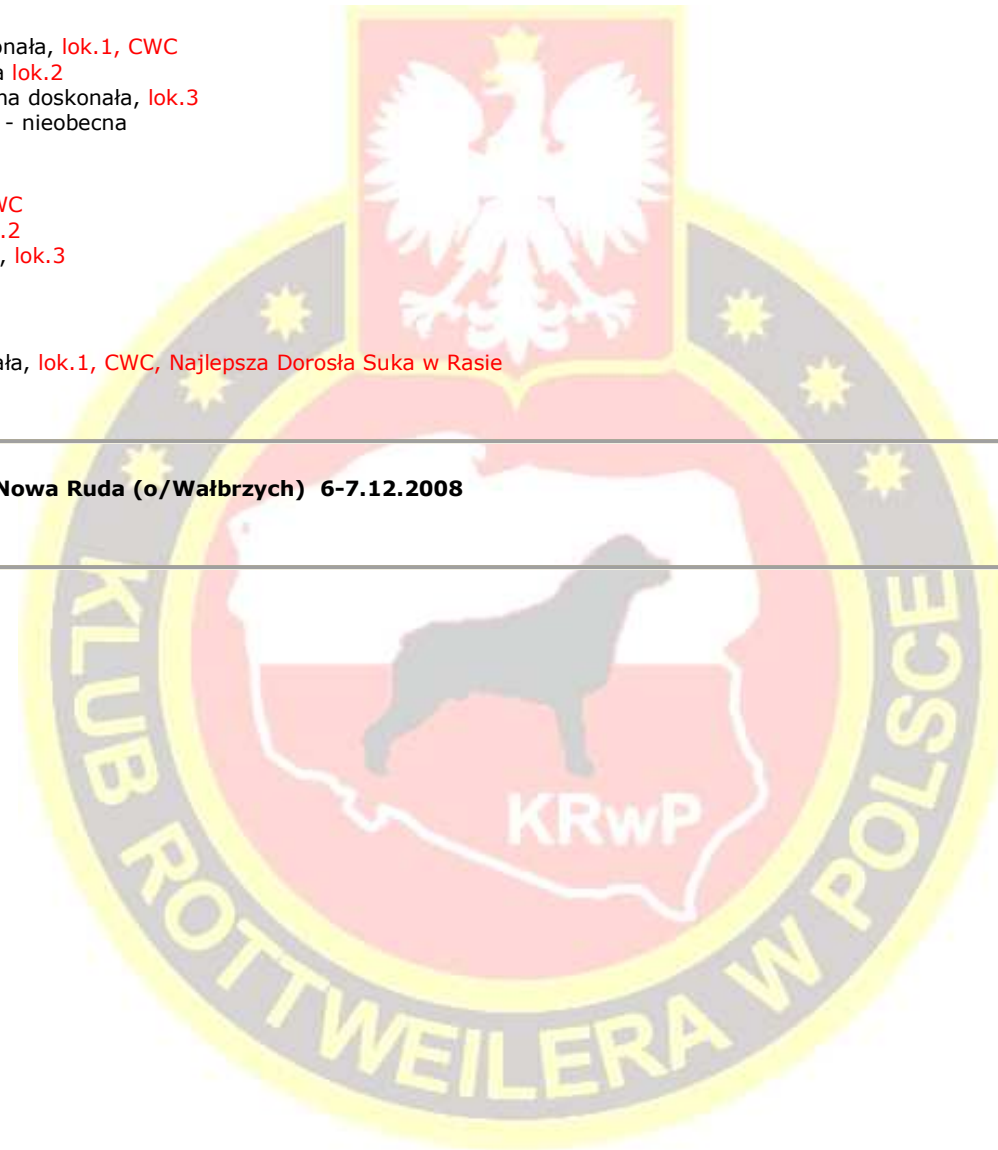 onała, lok.1, CWC
a lok.2
na doskonała, lok.3
- nieobecna
WC
.2
, lok.3
ała, lok.1, CWC, Najlepsza Dorosła Suka w Rasie
Nowa Ruda (o/Wałbrzych) 6-7.12.2008
KRwP
KLUB ROTTWEILERA W POLSCE